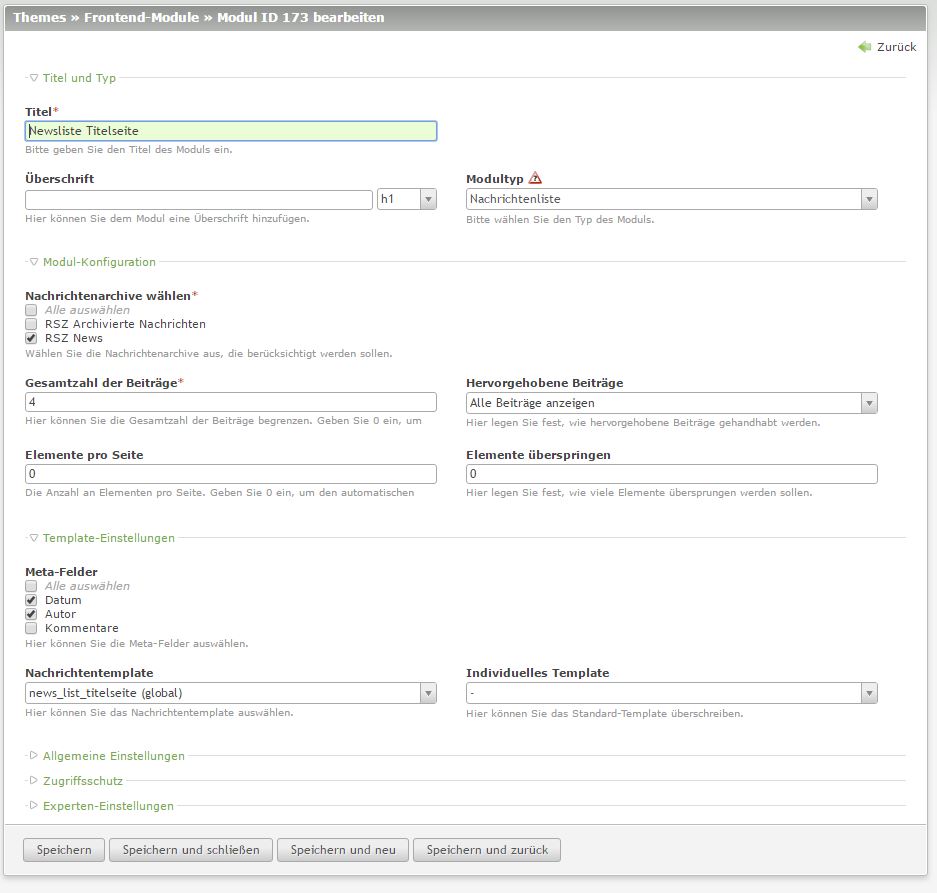 Themes » Frontend-Module » Modul ID 173 bearbeiten
Zurück
Titel und Typ
Titel*
Newsliste Titelseite
Bitte geben Sie den Titel des Moduls ein.
Überschrift
h1
Hier können Sie dem Modul eine Überschrift hinzufügen.
Modultyp
Nachrichtenliste
Bitte wählen Sie den Typ des Moduls.
Modul-Konfiguration
Nachrichtenarchive wählen*
Alle auswählen
RSZ Archivierte Nachrichten
RSZ News
Wählen Sie die Nachrichtenarchive aus, die berücksichtigt werden sollen.
Gesamtzahl der Beiträge*
4
Hier können Sie die Gesamtzahl der Beiträge begrenzen. Geben Sie 0 ein, um
Hervorgehobene Beiträge
Alle Beiträge anzeigen
Hier legen Sie fest, wie hervorgehobene Beiträge gehandhabt werden.
Elemente pro Seite
0
Die Anzahl an Elementen pro Seite. Geben Sie 0 ein, um den automatischen
Elemente überspringen
0
Hier legen Sie fest, wie viele Elemente übersprungen werden sollen.
Template-Einstellungen
Meta-Felder
Alle auswählen
Datum
Autor
Kommentare
Hier können Sie die Meta-Felder auswählen.
Nachrichtentemplate
news_list_titelseite (global)
Hier können Sie das Nachrichtentemplate auswählen.
Individuelles Template
-
Hier können Sie das Standard-Template überschreiben.
Allgemeine Einstellungen
Zugriffsschutz
Experten-Einstellungen
Speichern
Speichern und schließen
Speichern und neu
Speichern und zurück